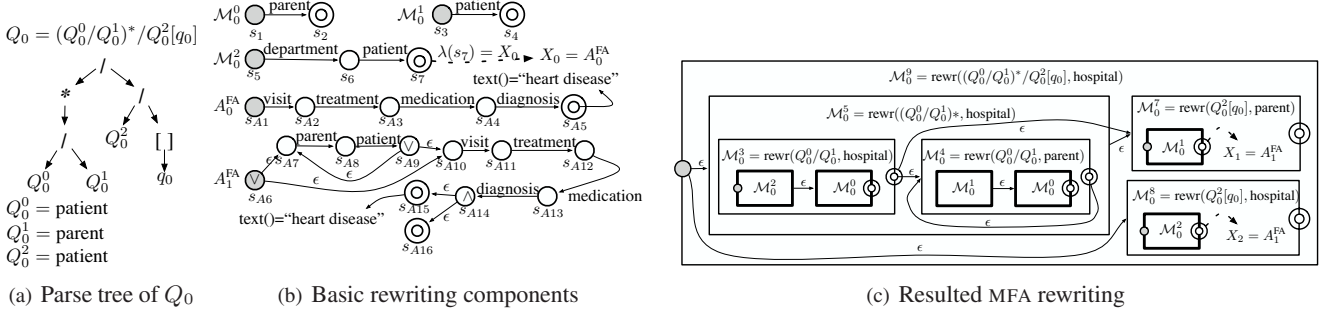 Q_0 = (Q_0^0/Q_0^1)*/Q_0^2[q_0]
/
* /
/ Q_0^2 [ ]
Q_0^0 Q_0^1 q_0
Q_0^0 = patient
Q_0^1 = parent
Q_0^2 = patient
(a) Parse tree of Q_0
M_0^0 parent
s_1 s_2
M_0^1 patient
s_3 s_4
M_0^2 department patient λ(s_7) = X_0 X_0 = A_0^FA
s_5 s_6 s_7
text()="heart disease"
A_0^FA visit treatment medication diagnosis
s_A1 s_A2 s_A3 s_A4 s_A5
parent patient ∨ ϵ visit treatment
ϵ s_A7 s_A8 s_A9 s_A10 s_A11 s_A12
A_1^FA ∨ ϵ ϵ
s_A6
ϵ ∧ diagnosis medication
text()="heart disease" s_A15 ϵ s_A14 s_A13
s_A16
(b) Basic rewriting components
M_0^9 = rewr((Q_0^0/Q_0^1)*/Q_0^2[q_0], hospital)
M_0^5 = rewr((Q_0^0/Q_0^1)*, hospital)
M_0^7 = rewr(Q_0^2[q_0], parent)
M_0^1
X_1 = A_1^FA
M_0^3 = rewr(Q_0^0/Q_0^1, hospital)
M_0^2 ϵ M_0^0
M_0^4 = rewr(Q_0^0/Q_0^1, parent)
M_0^1 ϵ M_0^0
ϵ ϵ ϵ ϵ ϵ
M_0^8 = rewr(Q_0^2[q_0], hospital)
M_0^2
X_2 = A_1^FA
ϵ
(c) Resulted MFA rewriting